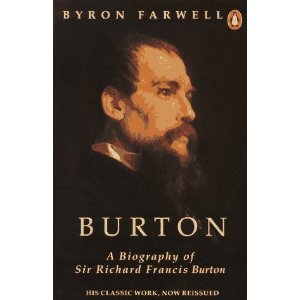 BYRON FARWELL
BURTON
A Biography of
Sir Richard Francis Burton
HIS CLASSIC WORK, NOW REISSUED